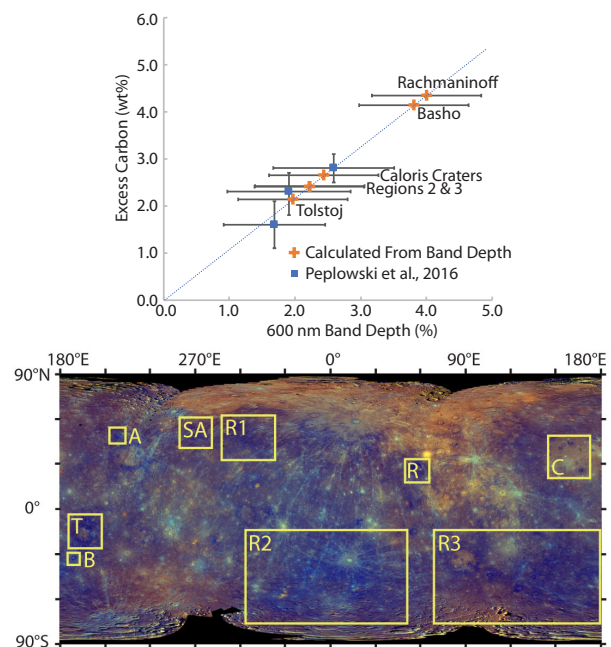 Excess Carbon (wt%)
6.0
5.0
4.0
3.0
2.0
1.0
0.0
Rachmaninoff
Basho
Caloris Craters
Regions 2 & 3
Tolstoj
Calculated From Band Depth
Peplowski et al., 2016
0.0 1.0 2.0 3.0 4.0 5.0
600 nm Band Depth (%)
180°E 270°E 0° 90°E 180°E
90°N
0°
90°S
A
SA
R1
R
C
T
B
R2
R3